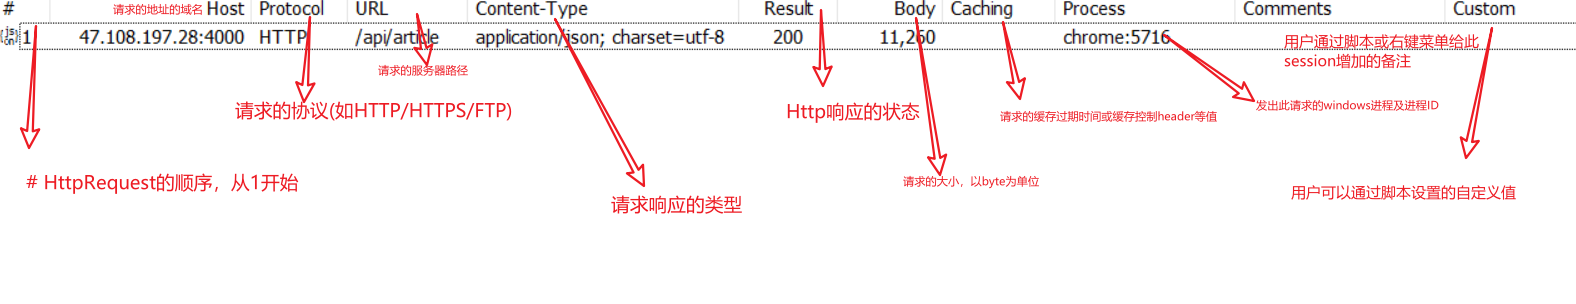 # 请求的地址的域名 Host Protocol URL Content-Type Result Body Caching Process Comments Custom
1 47.108.197.28:4000 HTTP /api/article application/json; charset=utf-8 200 11,260 chrome:5716
用户通过脚本或右键菜单给此
session增加的备注
请求的服务器路径
请求的协议(如HTTP/HTTPS/FTP)
Http响应的状态
请求的缓存过期时间或缓存控制header等值
发出此请求的windows进程及进程ID
# HttpRequest的顺序，从1开始
请求的大小，以byte为单位
用户可以通过脚本设置的自定义值
请求响应的类型